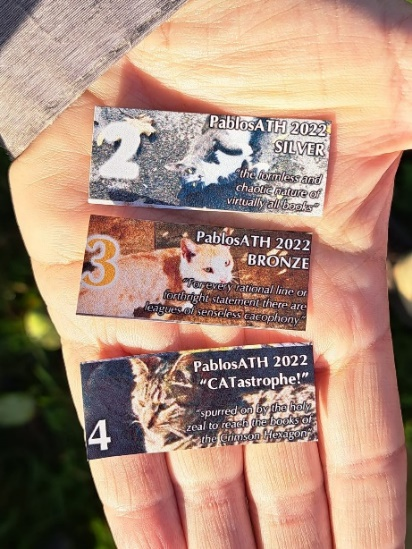 2
PablosATH 2022
SILVER
"the formless and
chaotic nature of
virtually all books"
3
PablosATH 2022
BRONZE
"For every rational line or
forthright statement there are
leagues of senseless cacophony"
4
PablosATH 2022
"CATastrophe!"
"spurred on by the holy
zeal to reach the books of
the Crimson Hexagon"